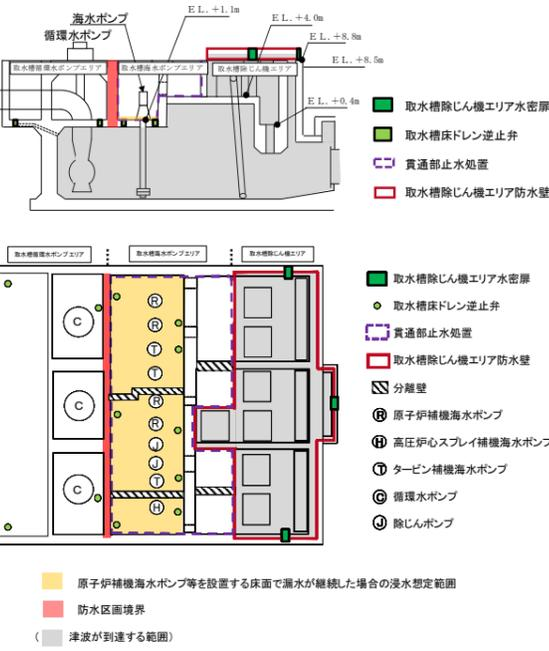 海水ポンプ
循環水ポンプ
EL.+1.1m
EL.+4.0m
EL.+8.8m
EL.+8.5m
取水槽循環水ポンプエリア
取水槽海水ポンプエリア
取水槽除じん機エリア
EL.+0.4m
取水槽除じん機エリア水密扉
取水槽床ドレン逆止弁
貫通部止水処置
取水槽除じん機エリア防水壁
取水槽循環水ポンプエリア
取水槽海水ポンプエリア
取水槽除じん機エリア
C
C
C
R
R
T
T
R
R
J
J
T
H
取水槽除じん機エリア水密扉
取水槽床ドレン逆止弁
貫通部止水処置
取水槽除じん機エリア防水壁
分離壁
R 原子炉補機海水ポンプ
H 高圧炉心スプレイ補機海水ポンプ
T タービン補機海水ポンプ
C 循環水ポンプ
J 除じんポンプ
原子炉補機海水ポンプ等を設置する床面で漏水が継続した場合の浸水想定範囲
防水区画境界
( 津波が到達する範囲)